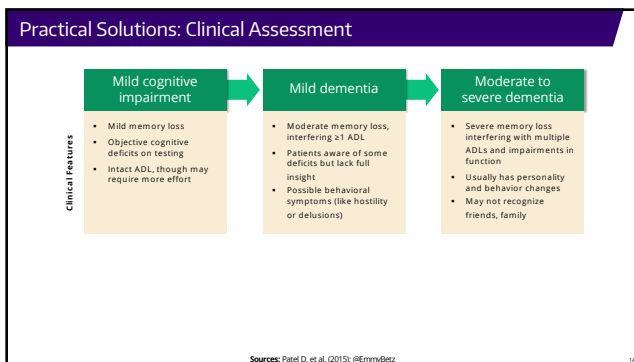 Practical Solutions: Clinical Assessment
Mild cognitive
impairment
Mild dementia
Moderate to
severe dementia
Clinical Features
▪ Mild memory loss
▪ Objective cognitive
deficits on testing
▪ Intact ADL, though may
require more effort
▪ Moderate memory loss,
interfering ≥1 ADL
▪ Patients aware of some
deficits but lack full
insight
▪ Possible behavioral
symptoms (like hostility
or delusions)
▪ Severe memory loss
interfering with multiple
ADLs and impairments in
function
▪ Usually has personality
and behavior changes
▪ May not recognize
friends, family
Sources: Patel D, et al. (2015); @EmmyBetz